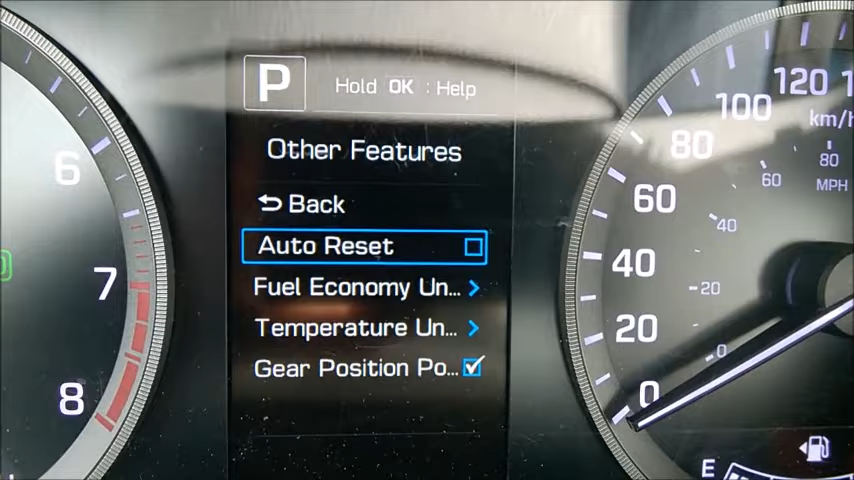 P
Hold OK : Help
Other Features
Back
Auto Reset
Fuel Economy Un...
Temperature Un...
Gear Position Po...
6
7
8
0
20
40
60
80
100
120
km/h
0
20
40
60
80
MPH
E